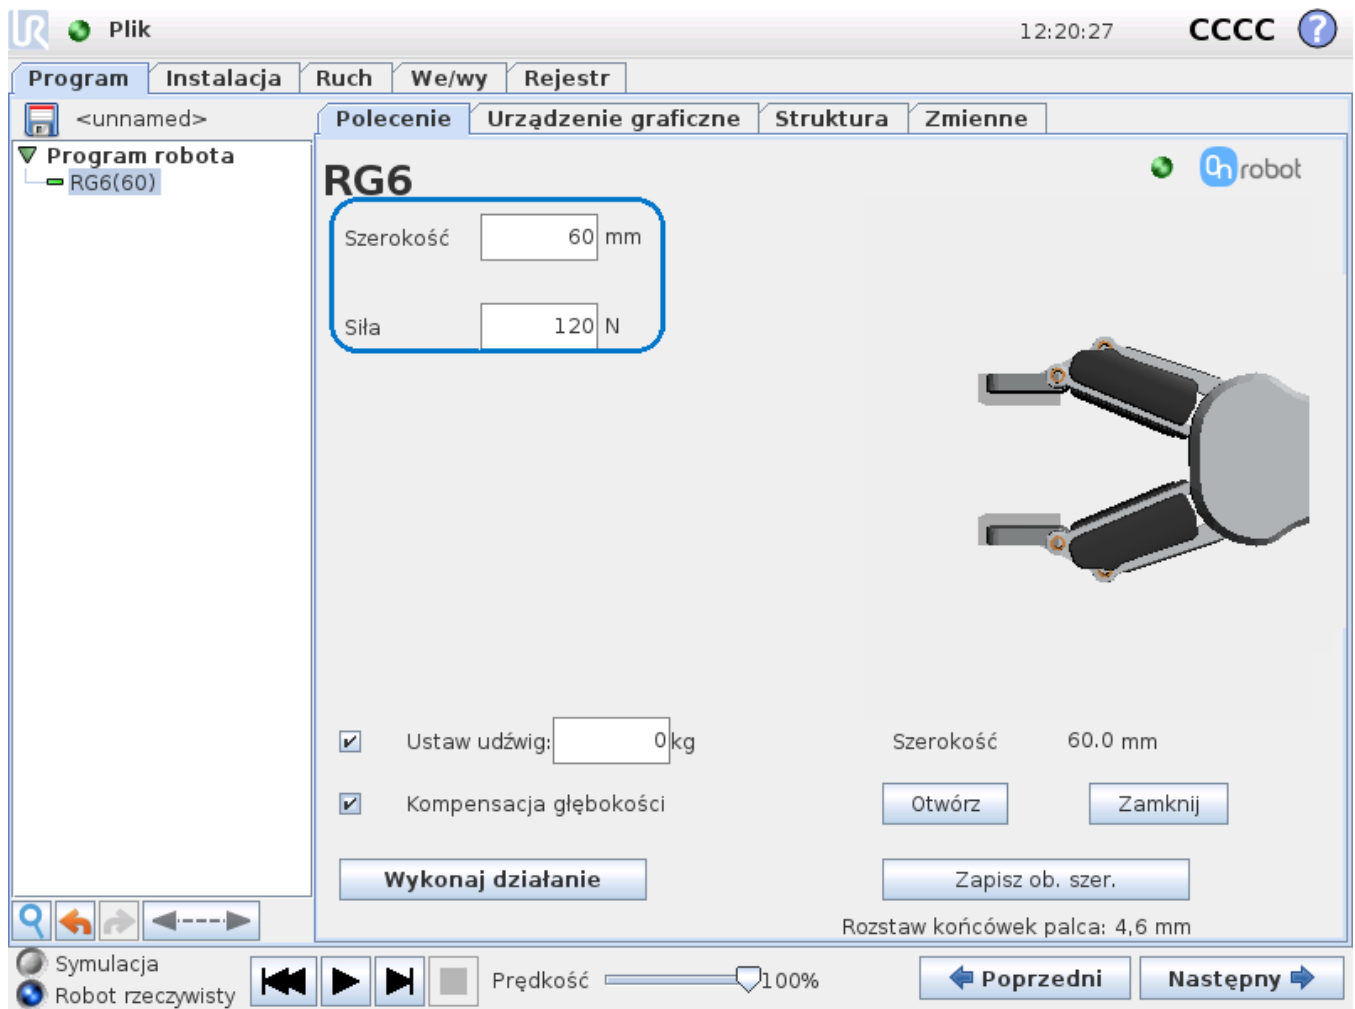 UR Plik 12:20:27 CCCC ?
Program Instalacja Ruch We/wy Rejestr
<unnamed> Polecenie Urządzenie graficzne Struktura Zmienne
Program robota
RG6(60)
RG6 On robot
Szerokość 60 mm
Siła 120 N
Ustaw udźwig: 0 kg Szerokość 60.0 mm
Kompensacja głębokości Otwórz Zamknij
Wykonaj działanie Zapisz ob. szer.
Rozstaw końcówek palca: 4,6 mm
Symulacja
Robot rzeczywisty Prędkość 100% Poprzedni Następny